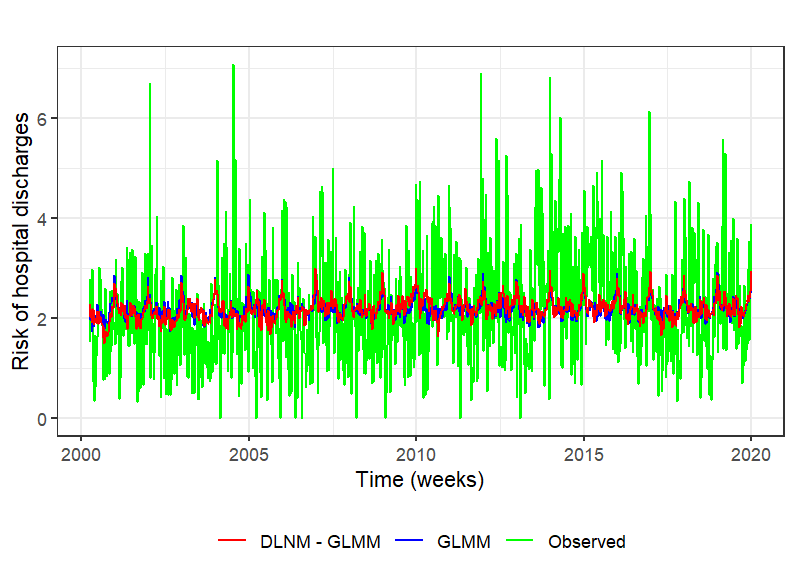 Risk of hospital discharges
6
4
2
0
2000 2005 2010 2015 2020
Time (weeks)
DLNM - GLMM GLMM Observed